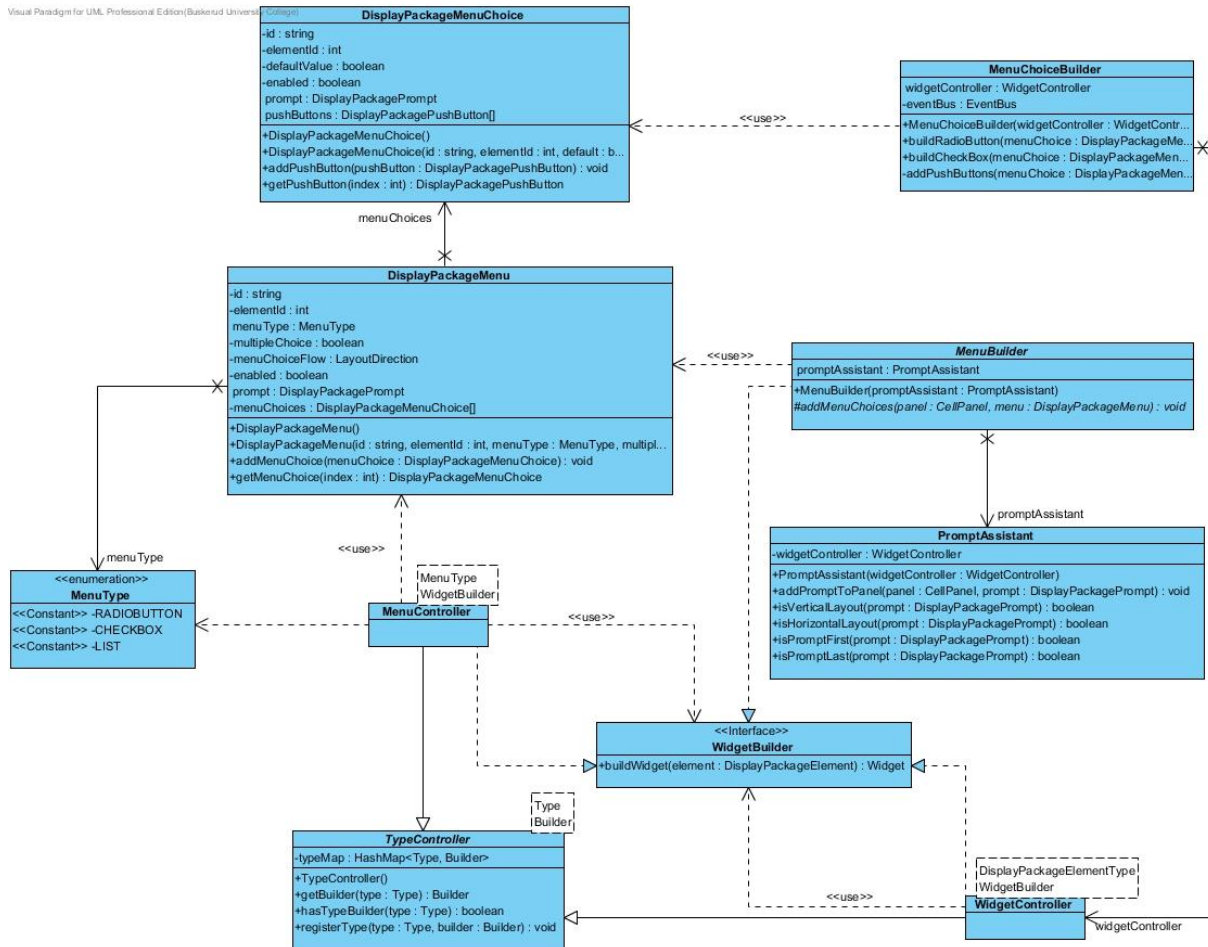 Visual Paradigm for UML Professional Edition(Buskerud University College)
DisplayPackageMenuChoice
-id : string
-elementId : int
-defaultValue : boolean
-enabled : boolean
prompt : DisplayPackagePrompt
pushButtons : DisplayPackagePushButton[]
+DisplayPackageMenuChoice()
+DisplayPackageMenuChoice(id : string, elementId : int, default : b...
+addPushButton(pushButton : DisplayPackagePushButton) : void
+getPushButton(index : int) : DisplayPackagePushButton
<<use>>
MenuChoiceBuilder
widgetController : WidgetController
-eventBus : EventBus
+MenuChoiceBuilder(widgetController : WidgetContr...
+buildRadioButton(menuChoice : DisplayPackageMe...
+buildCheckBox(menuChoice : DisplayPackageMen...
-addPushButtons(menuChoice : DisplayPackageMen...
menuChoices
DisplayPackageMenu
-id : string
-elementId : int
menuType : MenuType
-multipleChoice : boolean
-menuChoiceFlow : LayoutDirection
-enabled : boolean
prompt : DisplayPackagePrompt
-menuChoices : DisplayPackageMenuChoice[]
+DisplayPackageMenu()
+DisplayPackageMenu(id : string, elementId : int, menuType : MenuType, multipl...
+addMenuChoice(menuChoice : DisplayPackageMenuChoice) : void
+getMenuChoice(index : int) : DisplayPackageMenuChoice
<<use>>
MenuBuilder
promptAssistant : PromptAssistant
+MenuBuilder(promptAssistant : PromptAssistant)
#addMenuChoices(panel : CellPanel, menu : DisplayPackageMenu) : void
promptAssistant
PromptAssistant
-widgetController : WidgetController
+PromptAssistant(widgetController : WidgetController)
+addPromptToPanel(panel : CellPanel, prompt : DisplayPackagePrompt) : void
+isVerticalLayout(prompt : DisplayPackagePrompt) : boolean
+isHorizontalLayout(prompt : DisplayPackagePrompt) : boolean
+isPromptFirst(prompt : DisplayPackagePrompt) : boolean
+isPromptLast(prompt : DisplayPackagePrompt) : boolean
menuType
<<enumeration>>
MenuType
<<Constant>> -RADIOBUTTON
<<Constant>> -CHECKBOX
<<Constant>> -LIST
<<use>>
MenuType
WidgetBuilder
MenuController
<<use>>
<<Interface>>
WidgetBuilder
+buildWidget(element : DisplayPackageElement) : Widget
Type
Builder
TypeController
-typeMap : HashMap<Type, Builder>
+TypeController()
+getBuilder(type : Type) : Builder
+hasTypeBuilder(type : Type) : boolean
+registerType(type : Type, builder : Builder) : void
<<use>>
DisplayPackageElementType
WidgetBuilder
WidgetController
widgetController